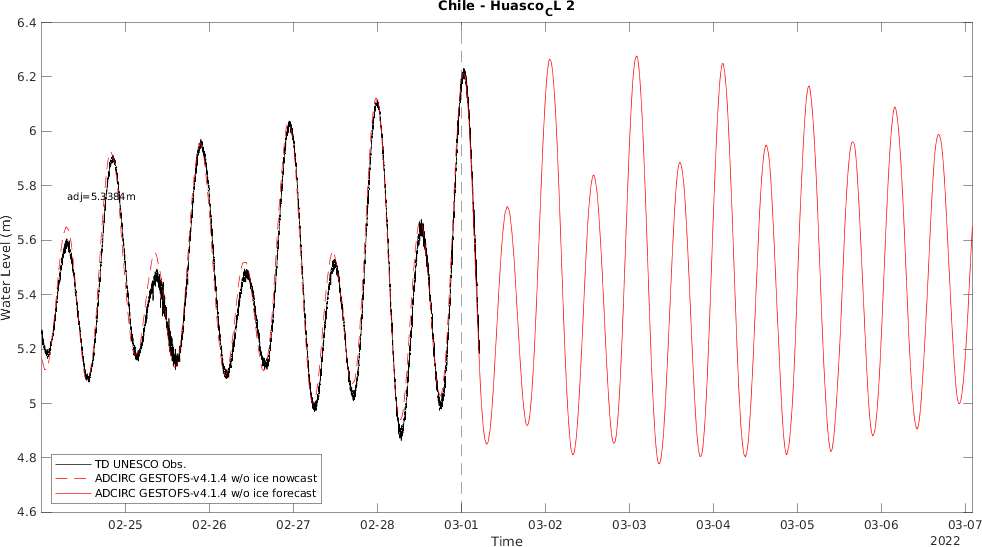 Chile - Huasco_CL 2
6.4
6.2
6
5.8
5.6
5.4
5.2
5
4.8
4.6
Water Level (m)
adj=5.3384m
TD UNESCO Obs.
ADCIRC GESTOFS-v4.1.4 w/o ice nowcast
ADCIRC GESTOFS-v4.1.4 w/o ice forecast
02-25 02-26 02-27 02-28 03-01 03-02 03-03 03-04 03-05 03-06 03-07
Time
2022